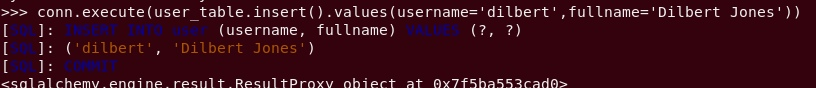 >>> conn.execute(user_table.insert().values(username='dilbert',fullname='Dilbert Jones'))
[SQL]: INSERT INTO user (username, fullname) VALUES (?, ?)
[SQL]: ('dilbert', 'Dilbert Jones')
[SQL]: COMMIT
<sqlalchemy.engine.result.ResultProxy object at 0x7f5ba553cad0>